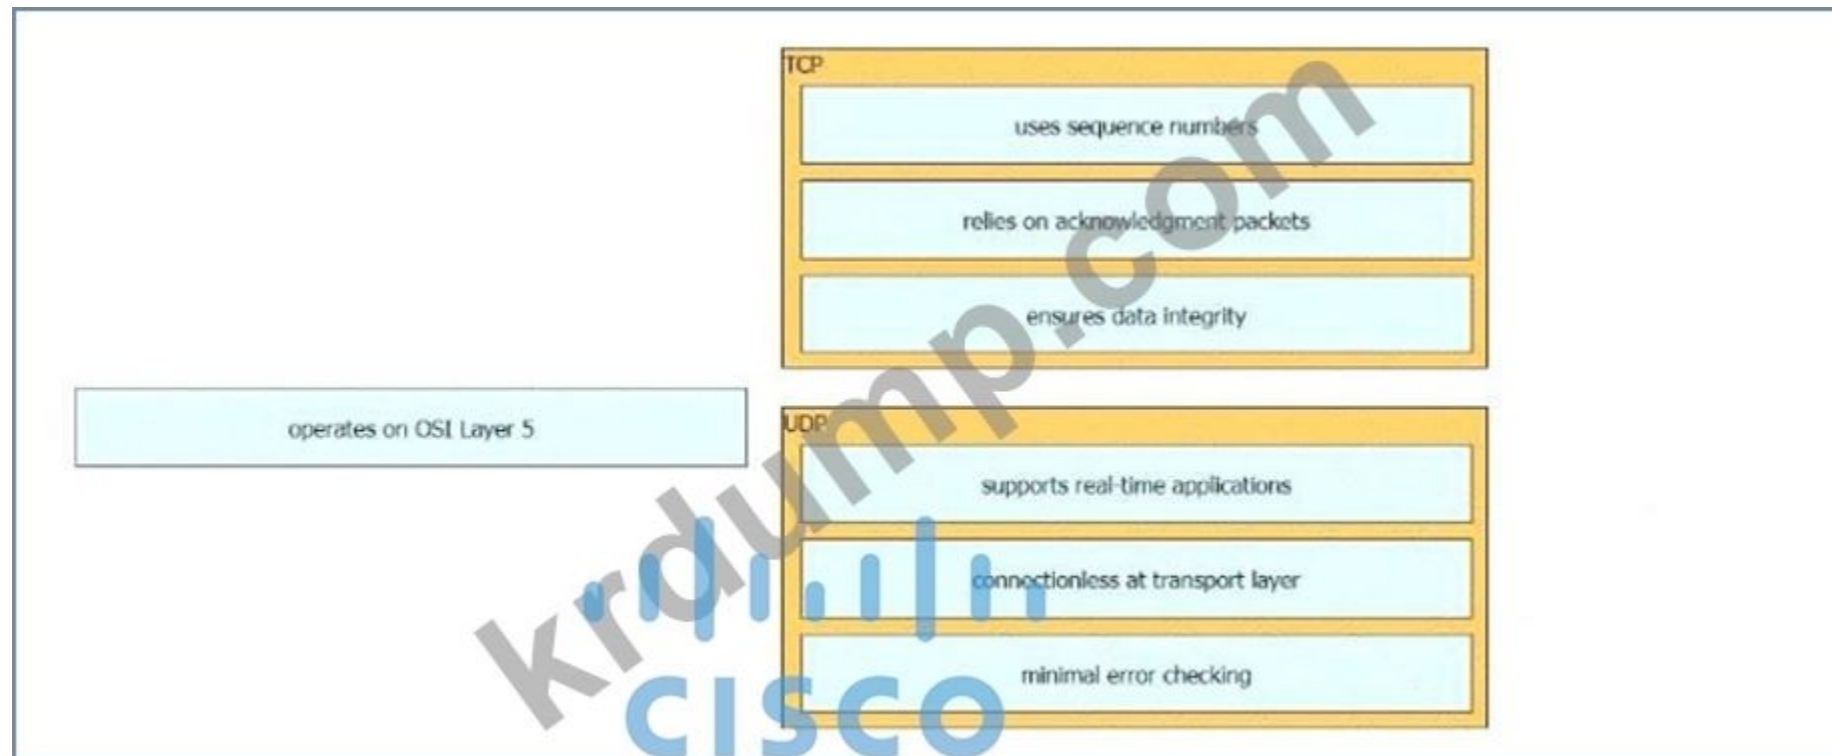 TCP
uses sequence numbers
relies on acknowledgment packets
ensures data integrity
operates on OSI Layer 5
UDP
supports real-time applications
connectionless at transport layer
minimal error checking
krdump.com
CISCO